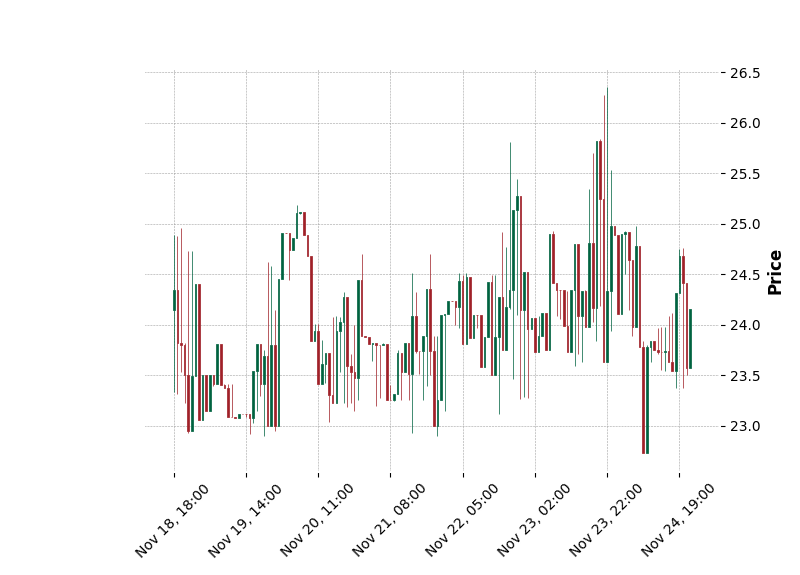 26.5
26.0
25.5
25.0
24.5
24.0
23.5
23.0
Price
Nov 18, 18:00
Nov 19, 14:00
Nov 20, 11:00
Nov 21, 08:00
Nov 22, 05:00
Nov 23, 02:00
Nov 23, 22:00
Nov 24, 19:00